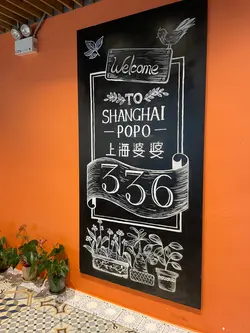 Welcome
TO
SHANGHAI
- POPO -
上海婆婆
336